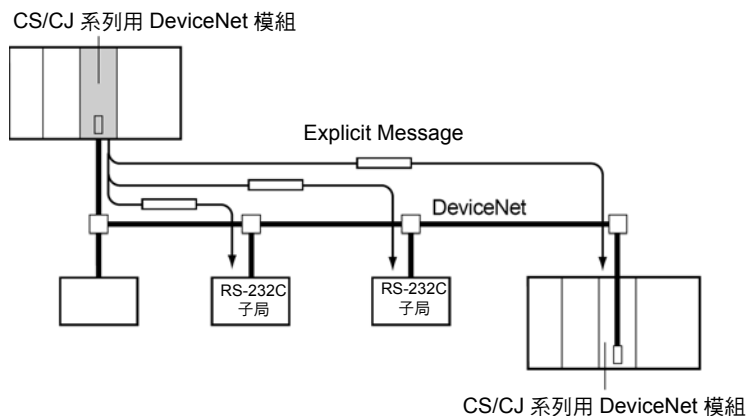 CS/CJ 系列用 DeviceNet 模組
Explicit Message
DeviceNet
RS-232C
子局
RS-232C
子局
CS/CJ 系列用 DeviceNet 模組